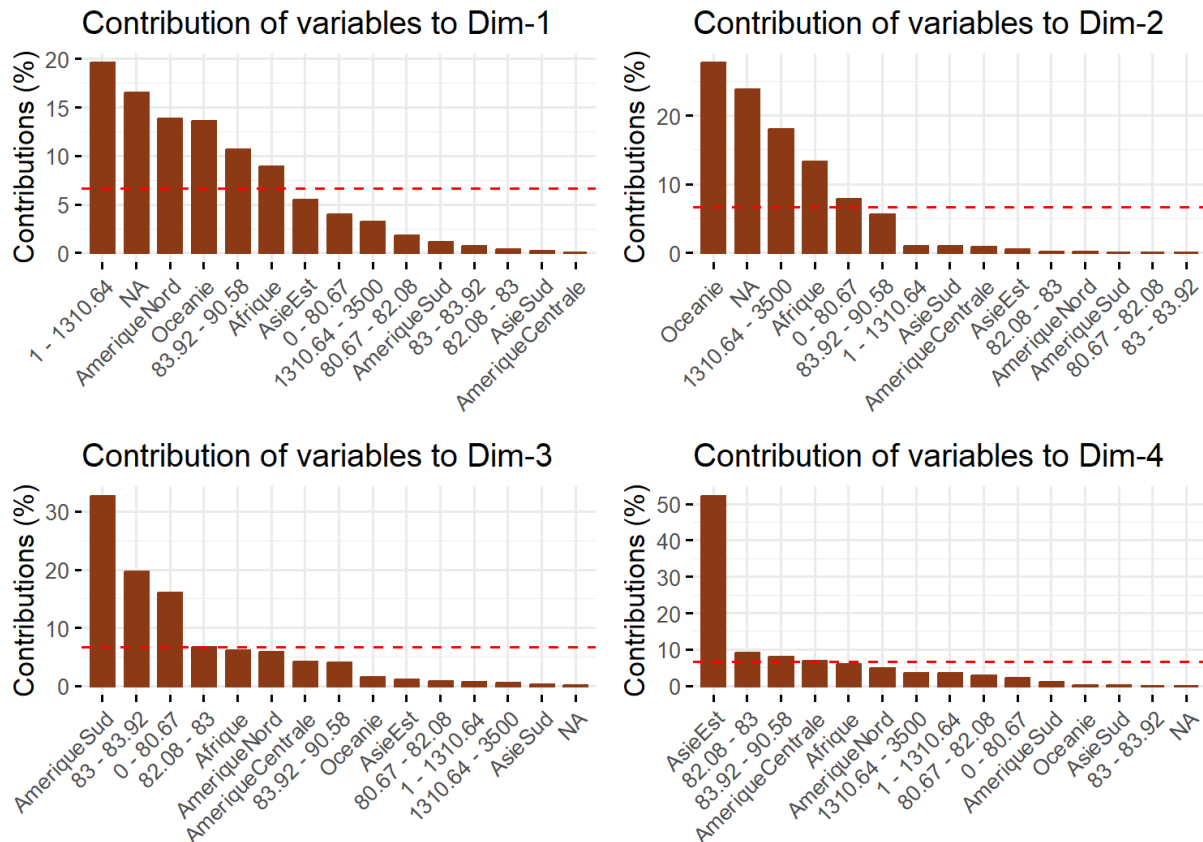 Contribution of variables to Dim-1
Contributions (%)
20
15
10
5
0
1 - 1310.64
NA
AmeriqueNord
Oceanie
83.92 - 90.58
Afrique
AsieEst
0 - 80.67
1310.64 - 3500
80.67 - 82.08
AmeriqueSud
83 - 83.92
82.08 - 83
AsieSud
AmeriqueCentrale
Contribution of variables to Dim-2
Contributions (%)
20
10
0
Oceanie
NA
1310.64 - 3500
Afrique
0 - 80.67
83.92 - 90.58
1 - 1310.64
AsieSud
AmeriqueCentrale
AsieEst
82.08 - 83
AmeriqueNord
AmeriqueSud
80.67 - 82.08
83 - 83.92
Contribution of variables to Dim-3
Contributions (%)
30
20
10
0
AmeriqueSud
83 - 83.92
0 - 80.67
82.08 - 83
Afrique
AmeriqueNord
AmeriqueCentrale
83.92 - 90.58
Oceanie
AsieEst
80.67 - 82.08
1 - 1310.64
1310.64 - 3500
AsieSud
NA
Contribution of variables to Dim-4
Contributions (%)
50
40
30
20
10
0
AsieEst
82.08 - 83
83.92 - 90.58
AmeriqueCentrale
Afrique
AmeriqueNord
1310.64 - 3500
1 - 1310.64
80.67 - 82.08
0 - 80.67
AmeriqueSud
Oceanie
AsieSud
83 - 83.92
NA